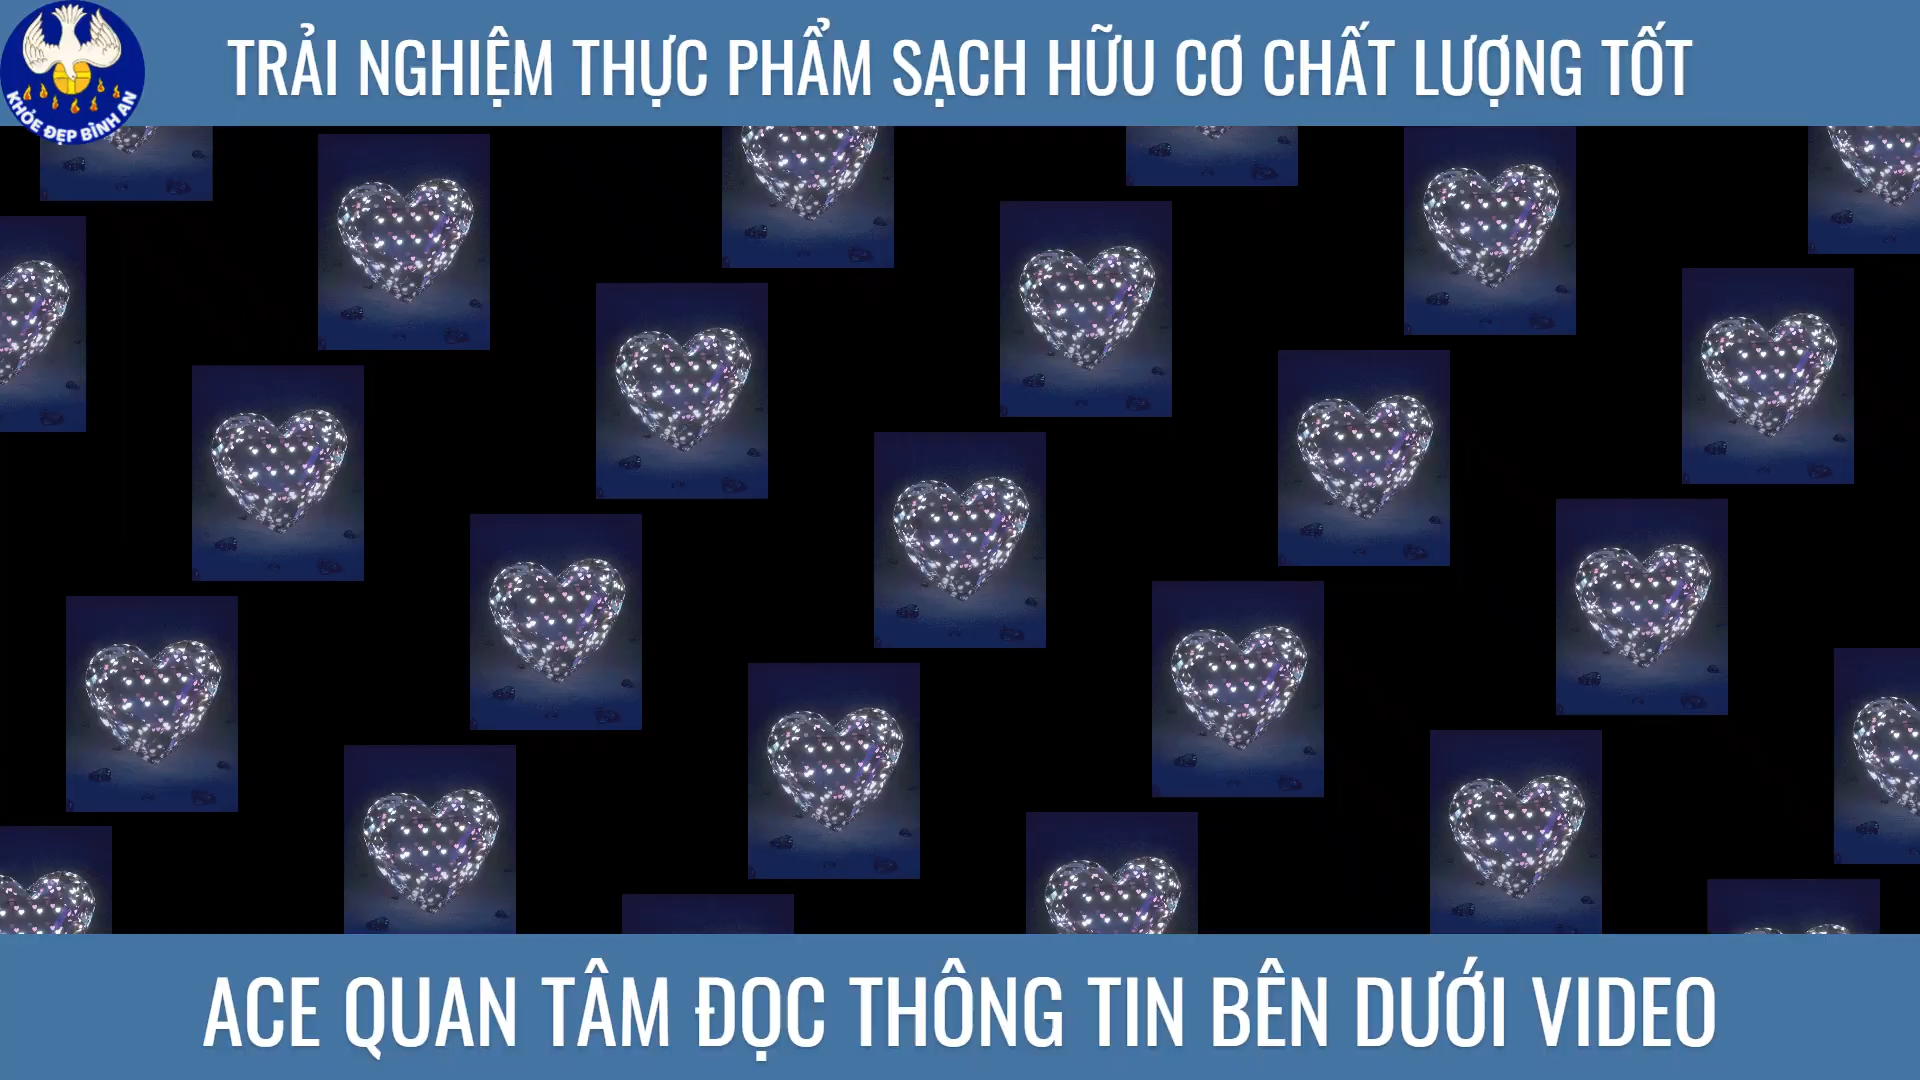 TRẢI NGHIỆM THỰC PHẨM SẠCH HỮU CƠ CHẤT LƯỢNG TỐT
KHỎE ĐẸP BÌNH AN
ACE QUAN TÂM ĐỌC THÔNG TIN BÊN DƯỚI VIDEO